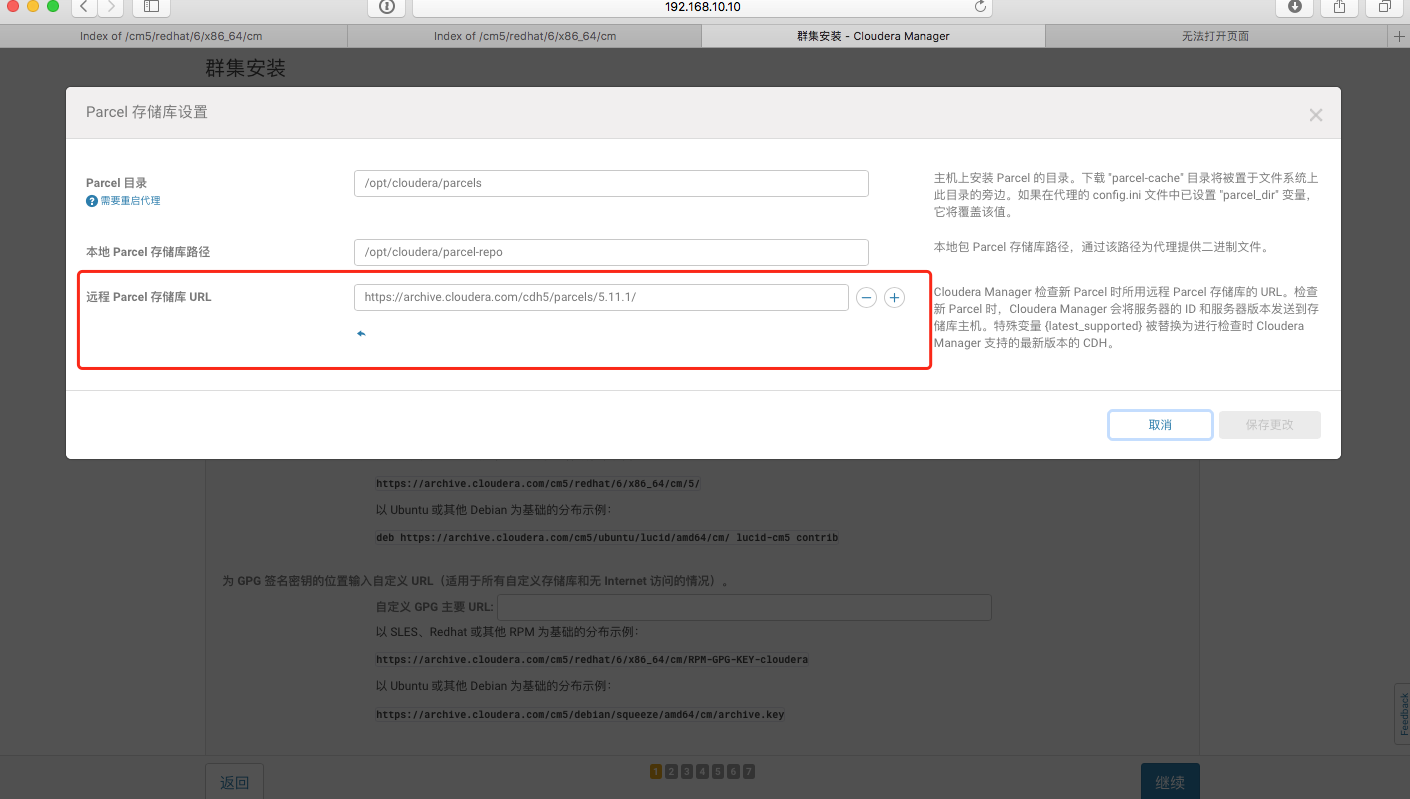 192.168.10.10
Index of /cm5/redhat/6/x86_64/cm
Index of /cm5/redhat/6/x86_64/cm
群集安装 - Cloudera Manager
无法打开页面
群集安装
Parcel 存储库设置
Parcel 目录
需要重启代理
/opt/cloudera/parcels
主机上安装 Parcel 的目录。下载 "parcel-cache" 目录将被置于文件系统上
此目录的旁边。如果在代理的 config.ini 文件中已设置 "parcel_dir" 变量，
它将覆盖该值。
本地 Parcel 存储库路径
/opt/cloudera/parcel-repo
本地包 Parcel 存储库路径，通过该路径为代理提供二进制文件。
远程 Parcel 存储库 URL
https://archive.cloudera.com/cdh5/parcels/5.11.1/
Cloudera Manager 检查新 Parcel 时所用远程 Parcel 存储库的 URL。检查
新 Parcel 时，Cloudera Manager 会将服务器的 ID 和服务器版本发送到存
储库主机。特殊变量 {latest_supported} 被替换为进行检查时 Cloudera
Manager 支持的最新版本的 CDH。
取消
保存更改
https://archive.cloudera.com/cm5/redhat/6/x86_64/cm/5/
以 Ubuntu 或其他 Debian 为基础的分布示例：
deb https://archive.cloudera.com/cm5/ubuntu/lucid/amd64/cm/ lucid-cm5 contrib
为 GPG 签名密钥的位置输入自定义 URL（适用于所有自定义存储库和无 Internet 访问的情况）。
自定义 GPG 主要 URL:
以 SLES、Redhat 或其他 RPM 为基础的分布示例：
https://archive.cloudera.com/cm5/redhat/6/x86_64/cm/RPM-GPG-KEY-cloudera
以 Ubuntu 或其他 Debian 为基础的分布示例：
https://archive.cloudera.com/cm5/debian/squeeze/amd64/cm/archive.key
Feedback
返回
1 2 3 4 5 6 7
继续